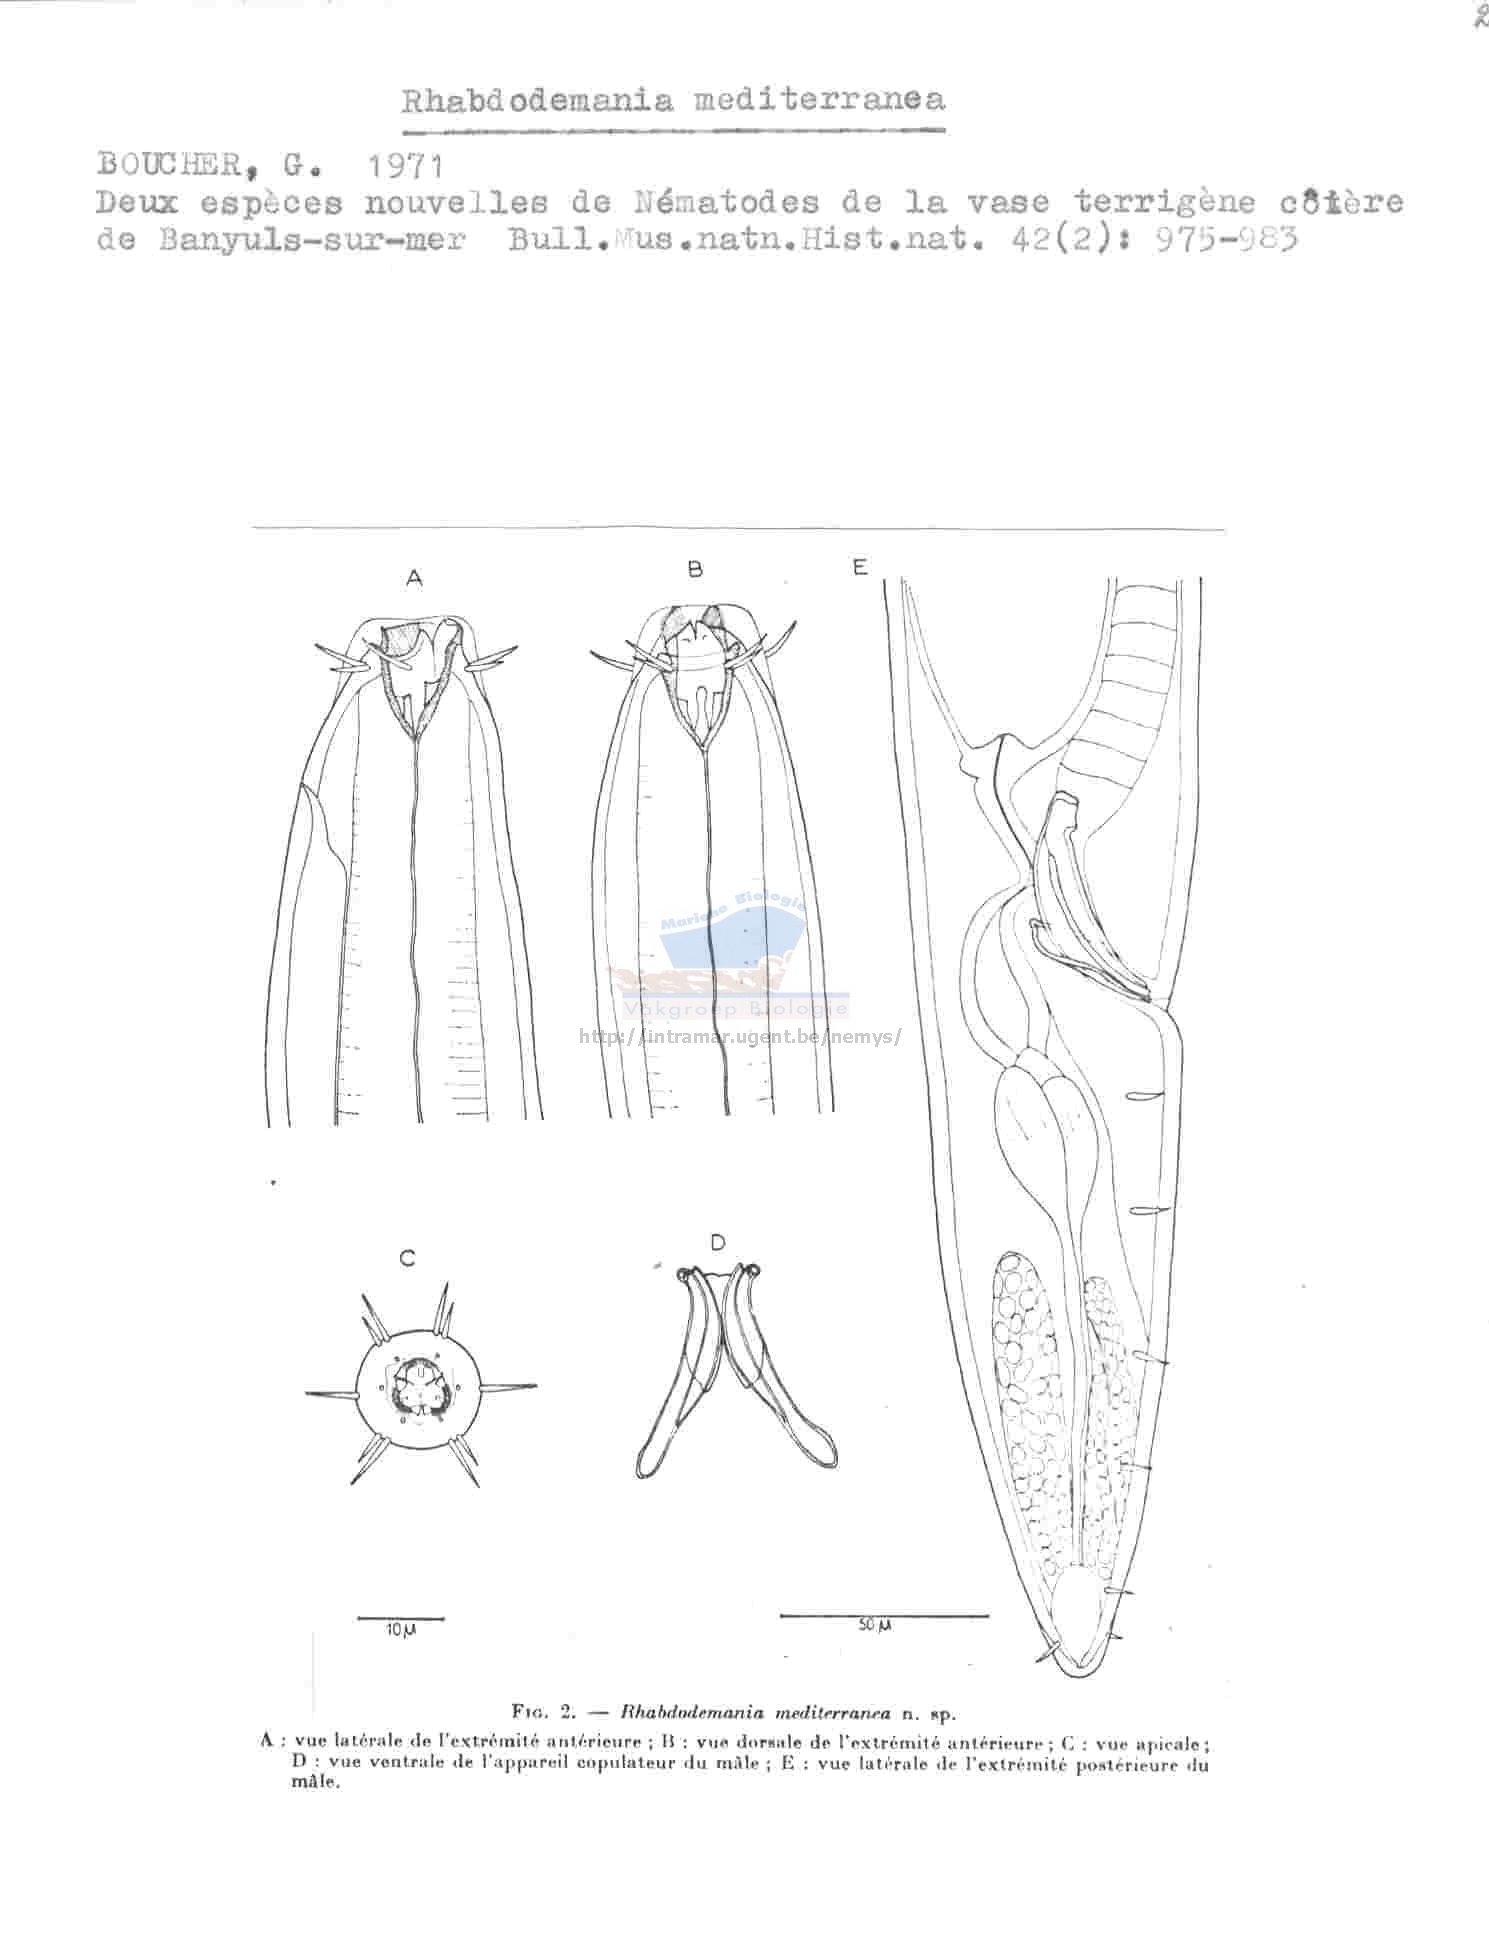 2
Rhabdodemania mediterranea
BOUCHER, G. 1971
Deux espèces nouvelles de Nématodes de la vase terrigène côtière
de Banyuls-sur-mer Bull.Mus.natn.Hist.nat. 42(2): 975-983
A
B
E
Mariene Biologie
Vakgroep Biologie
http://intramar.ugent.be/nemys/
C
D
10 µ
50 µ
FIG. 2. — Rhabdodemania mediterranea n. sp.
A : vue latérale de l'extrémité antérieure ; B : vue dorsale de l'extrémité antérieure ; C : vue apicale ;
D : vue ventrale de l'appareil copulateur du mâle ; E : vue latérale de l'extrémité postérieure du
mâle.